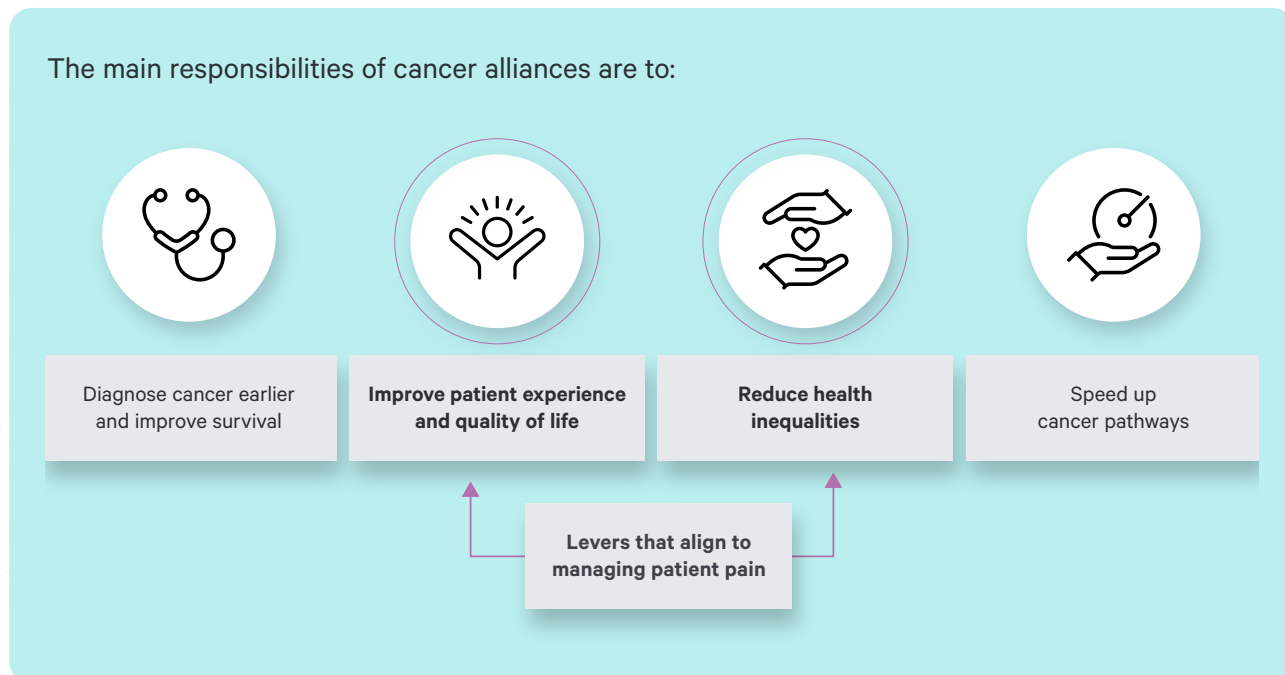 The main responsibilities of cancer alliances are to:
Diagnose cancer earlier
and improve survival
Improve patient experience
and quality of life
Reduce health
inequalities
Speed up
cancer pathways
Levers that align to
managing patient pain